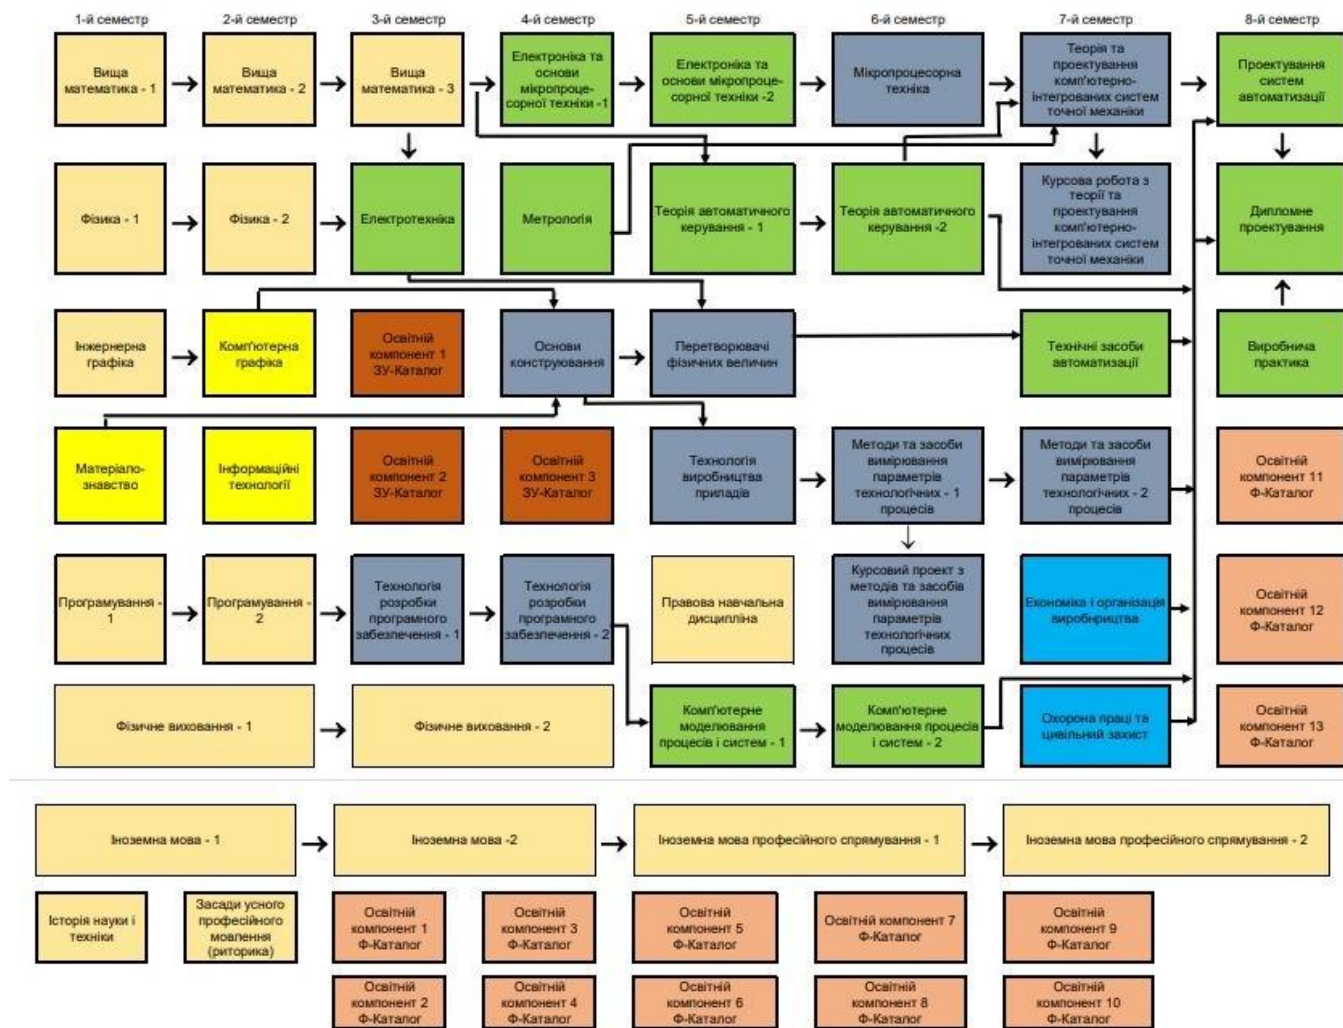 1-й семестр
2-й семестр
3-й семестр
4-й семестр
5-й семестр
6-й семестр
7-й семестр
8-й семестр
Вища
математика - 1
Вища
математика - 2
Вища
математика - 3
Електроніка та
основи
мікропроце-
сорної техніки -1
Електроніка та
основи мікропроце-
сорної техніки -2
Мікропроцесорна
техніка
Теорія та
проектування
комп'ютерно-
інтегрованих систем
точної механіки
Проектування
систем
автоматизації
Фізика - 1
Фізика - 2
Електротехніка
Метрологія
Теорія автоматичного
керування - 1
Теорія автоматичного
керування -2
Курсова робота з
теорії та
проектування
комп'ютерно-
інтегрованих систем
точної механіки
Дипломне
проектування
Інжернерна
графіка
Комп'ютерна
графіка
Освітній
компонент 1
ЗУ-Каталог
Основи
конструювання
Перетворювачі
фізичних величин
Технічні засоби
автоматизації
Виробнича
практика
Матеріало-
знавство
Інформаційні
технології
Освітній
компонент 2
ЗУ-Каталог
Освітній
компонент 3
ЗУ-Каталог
Технологія
виробництва
приладів
Методи та засоби
вимірювання
параметрів
технологічних - 1
процесів
Методи та засоби
вимірювання
параметрів
технологічних - 2
процесів
Освітній
компонент 11
Ф-Каталог
Програмування -
1
Програмування -
2
Технологія
розробки
програмного
забезпечення - 1
Технологія
розробки
програмного
забезпечення - 2
Правова навчальна
дисципліна
Курсовий проект з
методів та засобів
вимірювання
параметрів
технологічних
процесів
Економіка і організація
виробнрицтва
Освітній
компонент 12
Ф-Каталог
Фізичне виховання - 1
Фізичне виховання - 2
Комп'ютерне
моделювання
процесів і систем - 1
Комп'ютерне
моделювання процесів
і систем - 2
Охорона праці та
цивільний захист
Освітній
компонент 13
Ф-Каталог
Іноземна мова - 1
Іноземна мова -2
Іноземна мова професійного спрямування - 1
Іноземна мова професійного спрямування - 2
Історія науки і
техніки
Засади усного
професійного
мовлення
(риторика)
Освітній
компонент 1
Ф-Каталог
Освітній
компонент 3
Ф-Каталог
Освітній
компонент 5
Ф-Каталог
Освітній компонент 7
Ф-Каталог
Освітній
компонент 9
Ф-Каталог
Освітній
компонент 2
Ф-Каталог
Освітній
компонент 4
Ф-Каталог
Освітній
компонент 6
Ф-Каталог
Освітній
компонент 8
Ф-Каталог
Освітній
компонент 10
Ф-Каталог